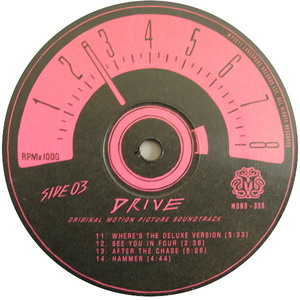 1 2 3 4 5 6 7 8
RPMx1000
SIDE 03
DRIVE
ORIGINAL MOTION PICTURE SOUNDTRACK
MONO - 306
11. WHERE'S THE DELUXE VERSION (5:33)
12. SEE YOU IN FOUR (2:38)
13. AFTER THE CHASE (5:26)
14. HAMMER (4:44)